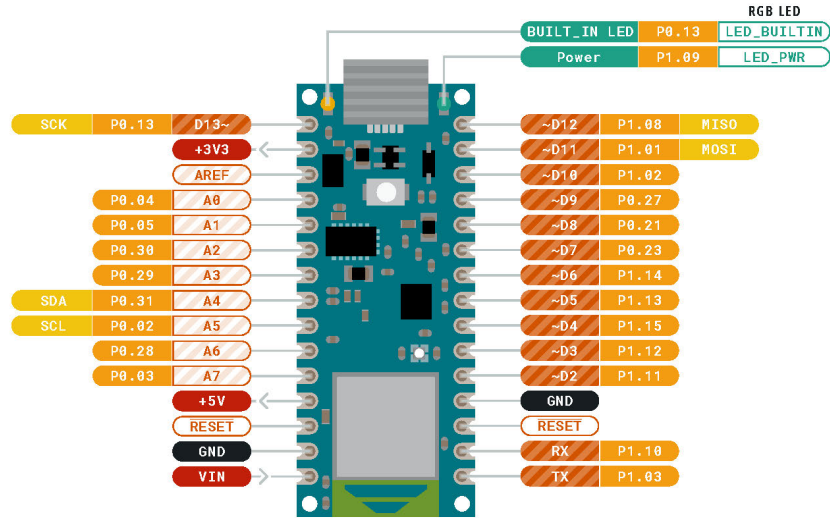 RGB LED
BUILT_IN LED P0.13 LED_BUILTIN
Power P1.09 LED_PWR
SCK P0.13 D13~
+3V3
AREF
P0.04 A0
P0.05 A1
P0.30 A2
P0.29 A3
SDA P0.31 A4
SCL P0.02 A5
P0.28 A6
P0.03 A7
+5V
RESET
GND
VIN
~D12 P1.08 MISO
~D11 P1.01 MOSI
~D10 P1.02
~D9 P0.27
~D8 P0.21
~D7 P0.23
~D6 P1.14
~D5 P1.13
~D4 P1.15
~D3 P1.12
~D2 P1.11
GND
RESET
RX P1.10
TX P1.03